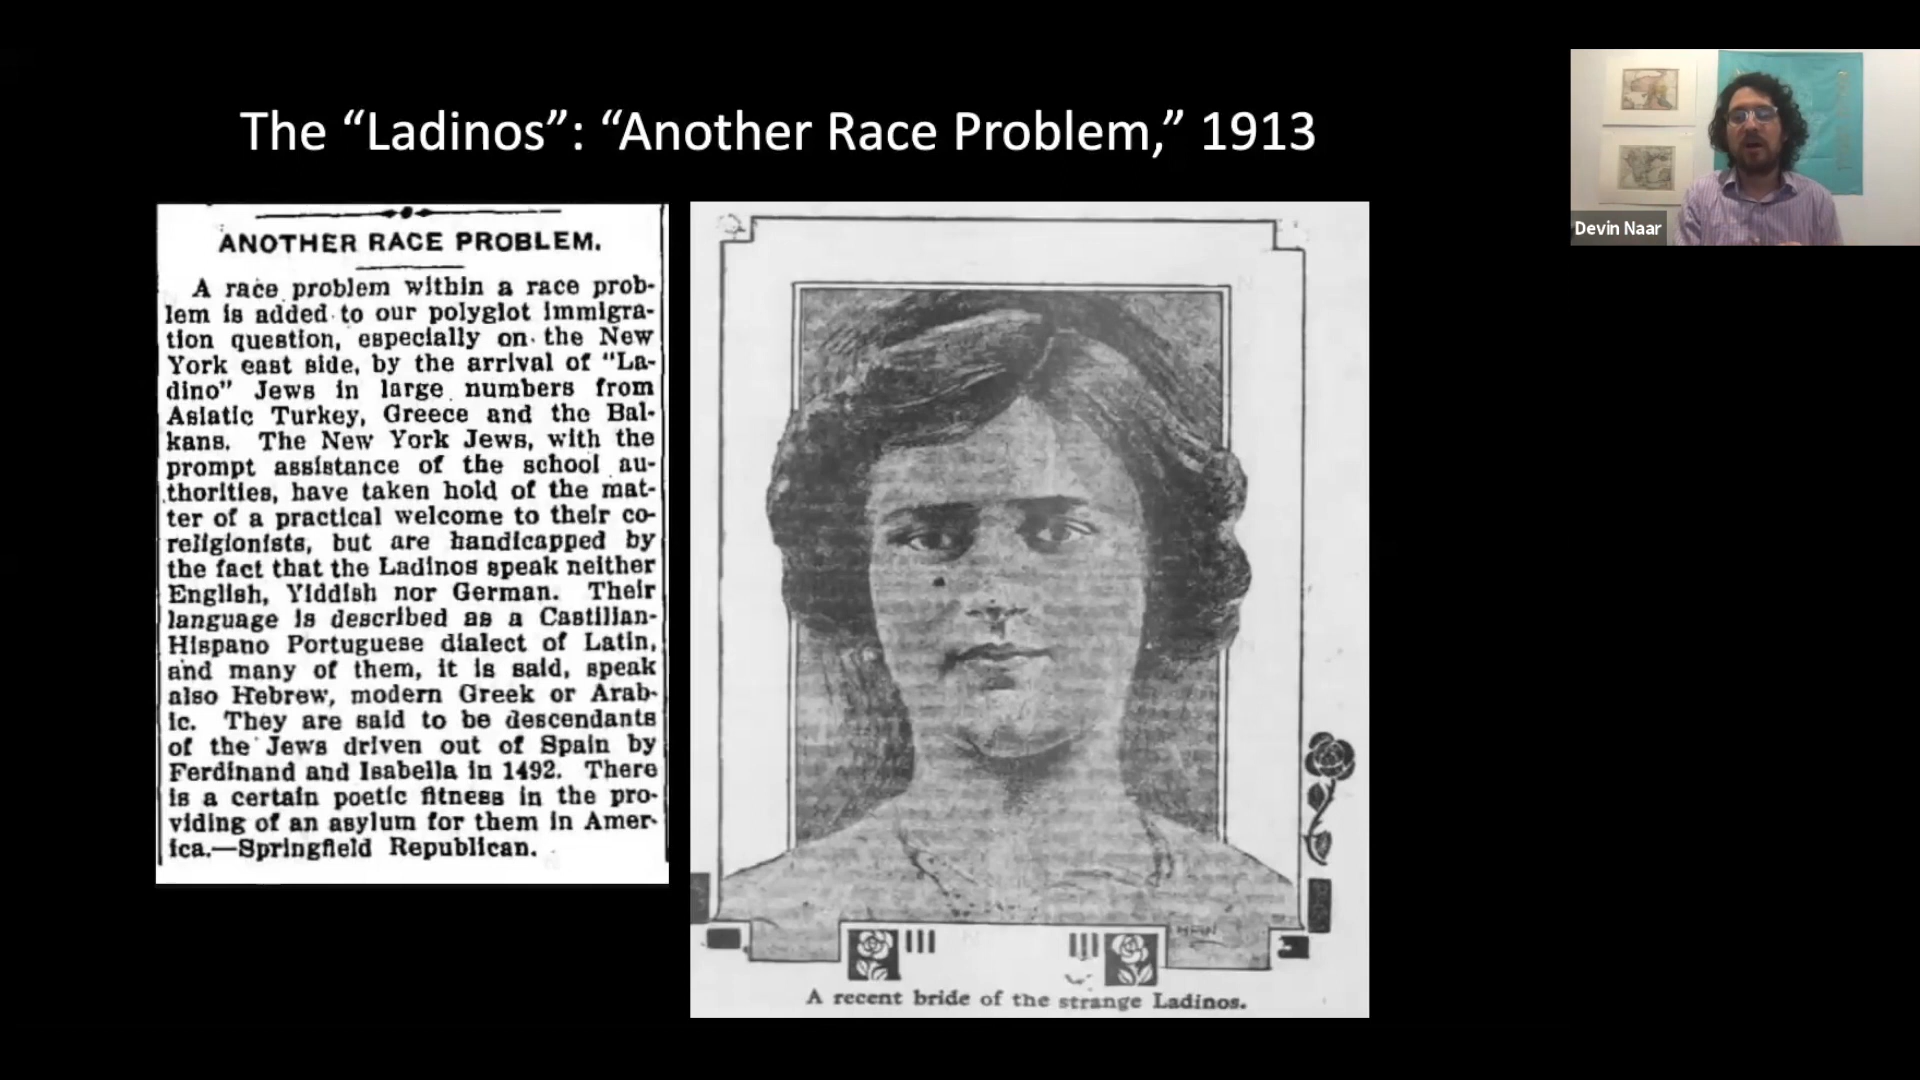 The “Ladinos”: “Another Race Problem,” 1913
Devin Naar
ANOTHER RACE PROBLEM.
A race problem within a race prob-
lem is added to our polyglot immigra-
tion question, especially on the New
York east side, by the arrival of "La-
dino" Jews in large numbers from
Asiatic Turkey, Greece and the Bal-
kans. The New York Jews, with the
prompt assistance of the school au-
thorities, have taken hold of the mat-
ter of a practical welcome to their co-
religionists, but are handicapped by
the fact that the Ladinos speak neither
English, Yiddish nor German. Their
language is described as a Castilian-
Hispano Portuguese dialect of Latin,
and many of them, it is said, speak
also Hebrew, modern Greek or Arab-
ic. They are said to be descendants
of the Jews driven out of Spain by
Ferdinand and Isabella in 1492. There
is a certain poetic fitness in the pro-
viding of an asylum for them in Amer-
ica.—Springfield Republican.
A recent bride of the strange Ladinos.